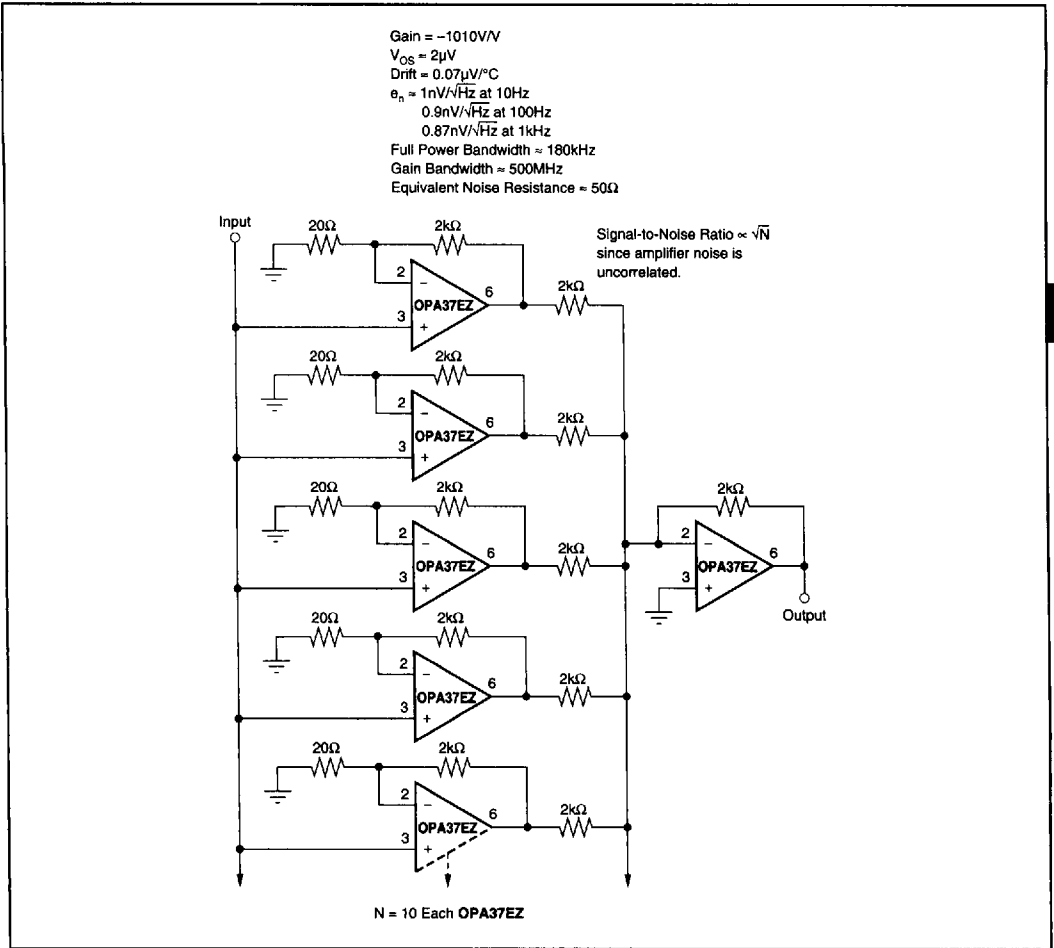 Gain = –1010V/V
V_OS ≈ 2µV
Drift ≈ 0.07µV/°C
e_n ≈ 1nV/√Hz at 10Hz
0.9nV/√Hz at 100Hz
0.87nV/√Hz at 1kHz
Full Power Bandwidth ≈ 180kHz
Gain Bandwidth ≈ 500MHz
Equivalent Noise Resistance ≈ 50Ω
Input
20Ω
2kΩ
Signal-to-Noise Ratio ∝ √N
since amplifier noise is
uncorrelated.
2
–
6
2kΩ
OPA37EZ
3
+
20Ω
2kΩ
2
–
6
2kΩ
OPA37EZ
3
+
20Ω
2kΩ
2kΩ
2
–
6
2kΩ
OPA37EZ
3
+
2
–
6
OPA37EZ
3
+
Output
20Ω
2kΩ
2
–
6
2kΩ
OPA37EZ
3
+
20Ω
2kΩ
2
–
6
2kΩ
OPA37EZ
3
+
N = 10 Each OPA37EZ